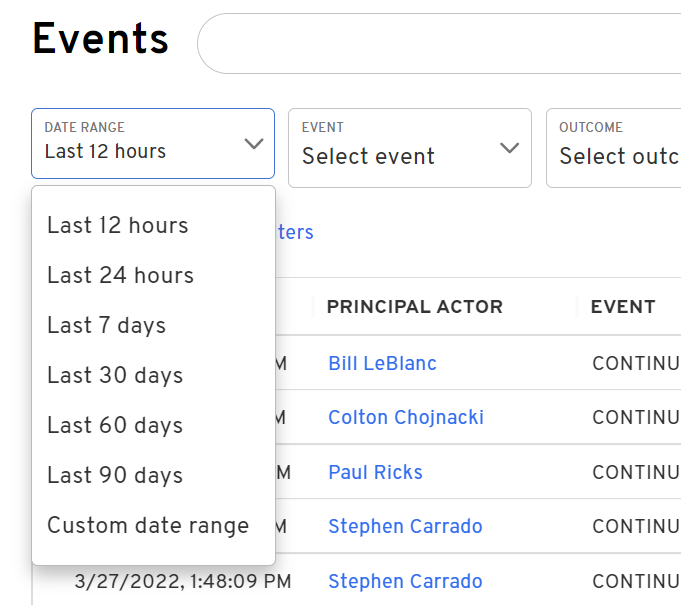 Events
DATE RANGE
Last 12 hours
EVENT
Select event
OUTCOME
Select outc
Last 12 hours
Last 24 hours
Last 7 days
Last 30 days
Last 60 days
Last 90 days
Custom date range
ters
PRINCIPAL ACTOR EVENT
M Bill LeBlanc CONTINU
M Colton Chojnacki CONTINU
M Paul Ricks CONTINU
M Stephen Carrado CONTINU
3/27/2022, 1:48:09 PM Stephen Carrado CONTINU